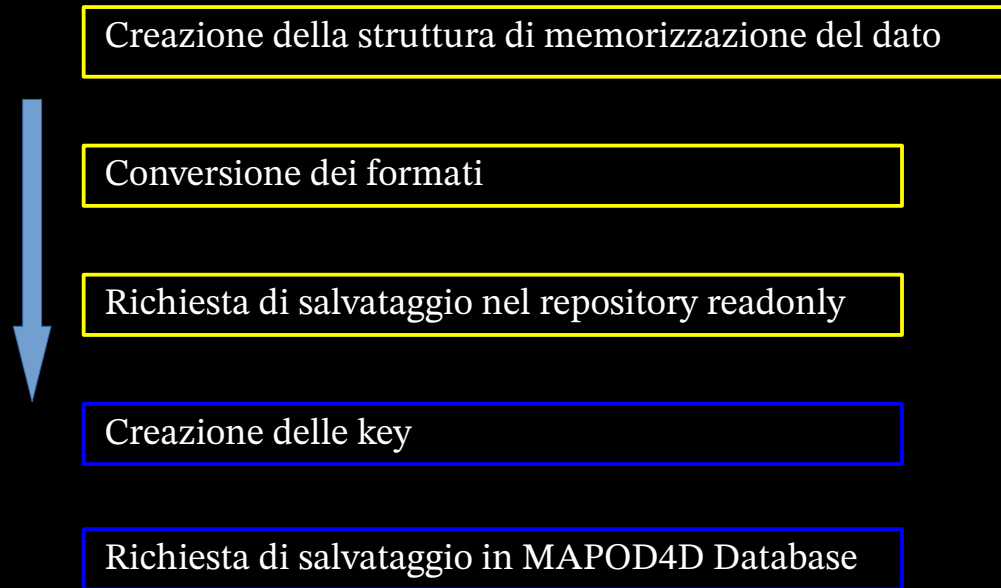 Creazione della struttura di memorizzazione del dato
Conversione dei formati
Richiesta di salvataggio nel repository readonly
Creazione delle key
Richiesta di salvataggio in MAPOD4D Database